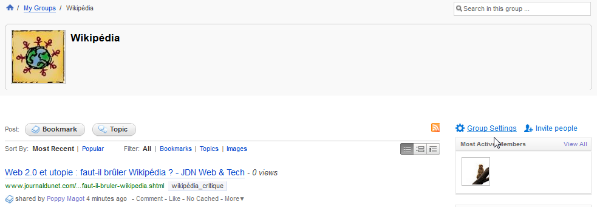 / My Groups / Wikipédia
Search in this group ...
Wikipédia
Post: Bookmark Topic
Group Settings Invite people
Sort By: Most Recent | Popular Filter: All | Bookmarks | Topics | Images
Most Active Members View All
Web 2.0 et utopie : faut-il brûler Wikipédia ? - JDN Web & Tech - 0 views
www.journaldunet.com/...faut-il-bruler-wikipedia.shtml wikipédia_critique
shared by Poppy Magot 4 minutes ago - Comment - Like - No Cached - More▼